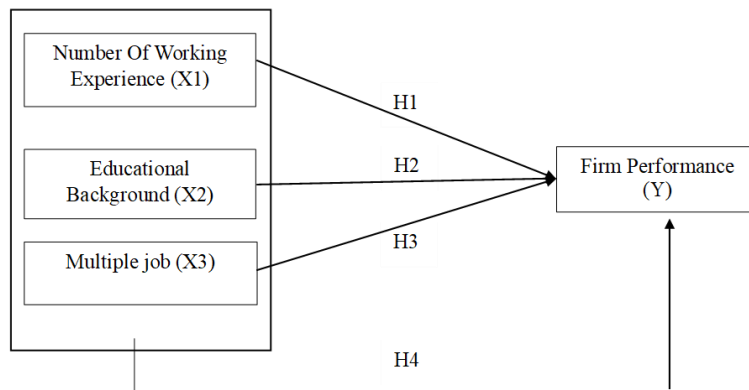 Number Of Working
Experience (X1)
H1
Educational
Background (X2)
H2
Firm Performance
(Y)
Multiple job (X3)
H3
H4